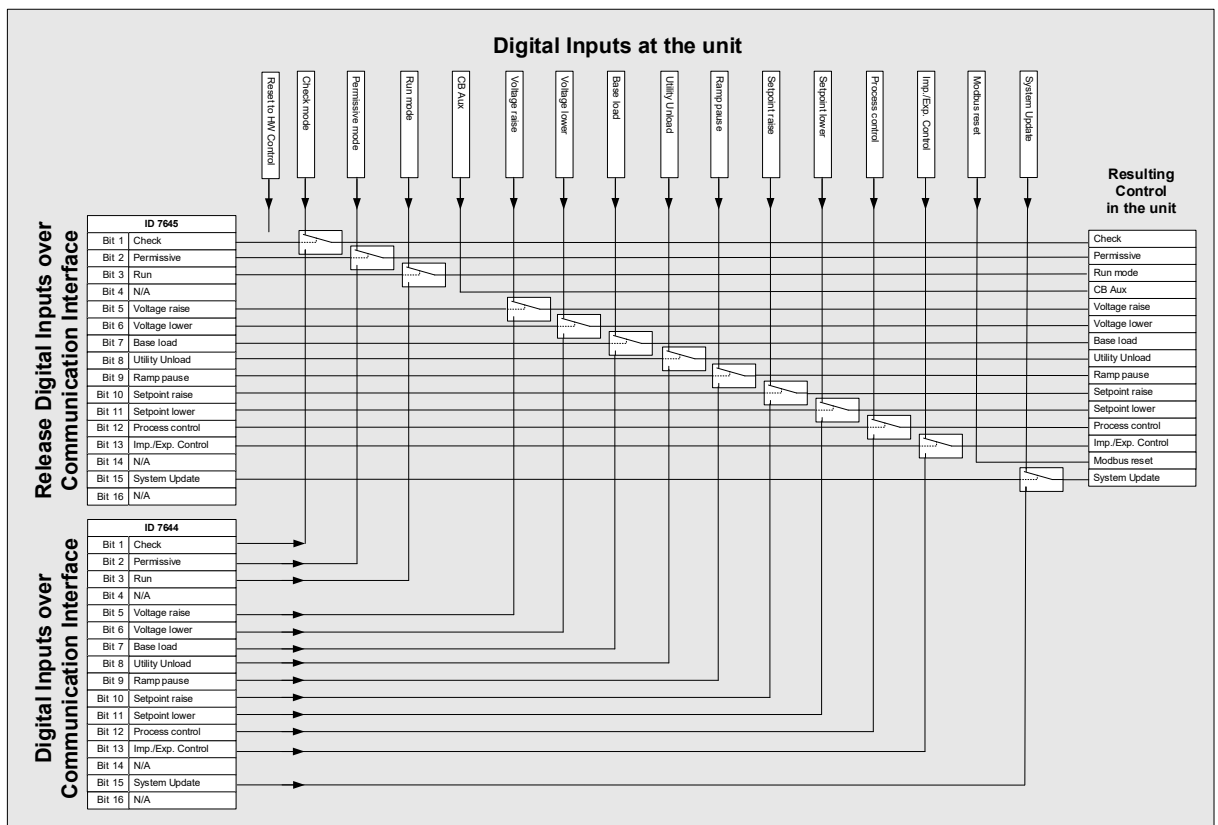 Digital Inputs at the unit
Reset to HW Control
Check mode
Permissive mode
Run mode
CB Aux
Voltage raise
Voltage lower
Base load
Utility Unload
Ramp pause
Setpoint raise
Setpoint lower
Process control
Imp./Exp. Control
Modbus reset
System Update
Release Digital Inputs over
Communication Interface
ID 7645
Bit 1 Check
Bit 2 Permissive
Bit 3 Run
Bit 4 N/A
Bit 5 Voltage raise
Bit 6 Voltage lower
Bit 7 Base load
Bit 8 Utility Unload
Bit 9 Ramp pause
Bit 10 Setpoint raise
Bit 11 Setpoint lower
Bit 12 Process control
Bit 13 Imp./Exp. Control
Bit 14 N/A
Bit 15 System Update
Bit 16 N/A
Resulting
Control
in the unit
Check
Permissive
Run mode
CB Aux
Voltage raise
Voltage lower
Base load
Utility Unload
Ramp pause
Setpoint raise
Setpoint lower
Process control
Imp./Exp. Control
Modbus reset
System Update
Digital Inputs over
Communication Interface
ID 7644
Bit 1 Check
Bit 2 Permissive
Bit 3 Run
Bit 4 N/A
Bit 5 Voltage raise
Bit 6 Voltage lower
Bit 7 Base load
Bit 8 Utility Unload
Bit 9 Ramp pause
Bit 10 Setpoint raise
Bit 11 Setpoint lower
Bit 12 Process control
Bit 13 Imp./Exp. Control
Bit 14 N/A
Bit 15 System Update
Bit 16 N/A